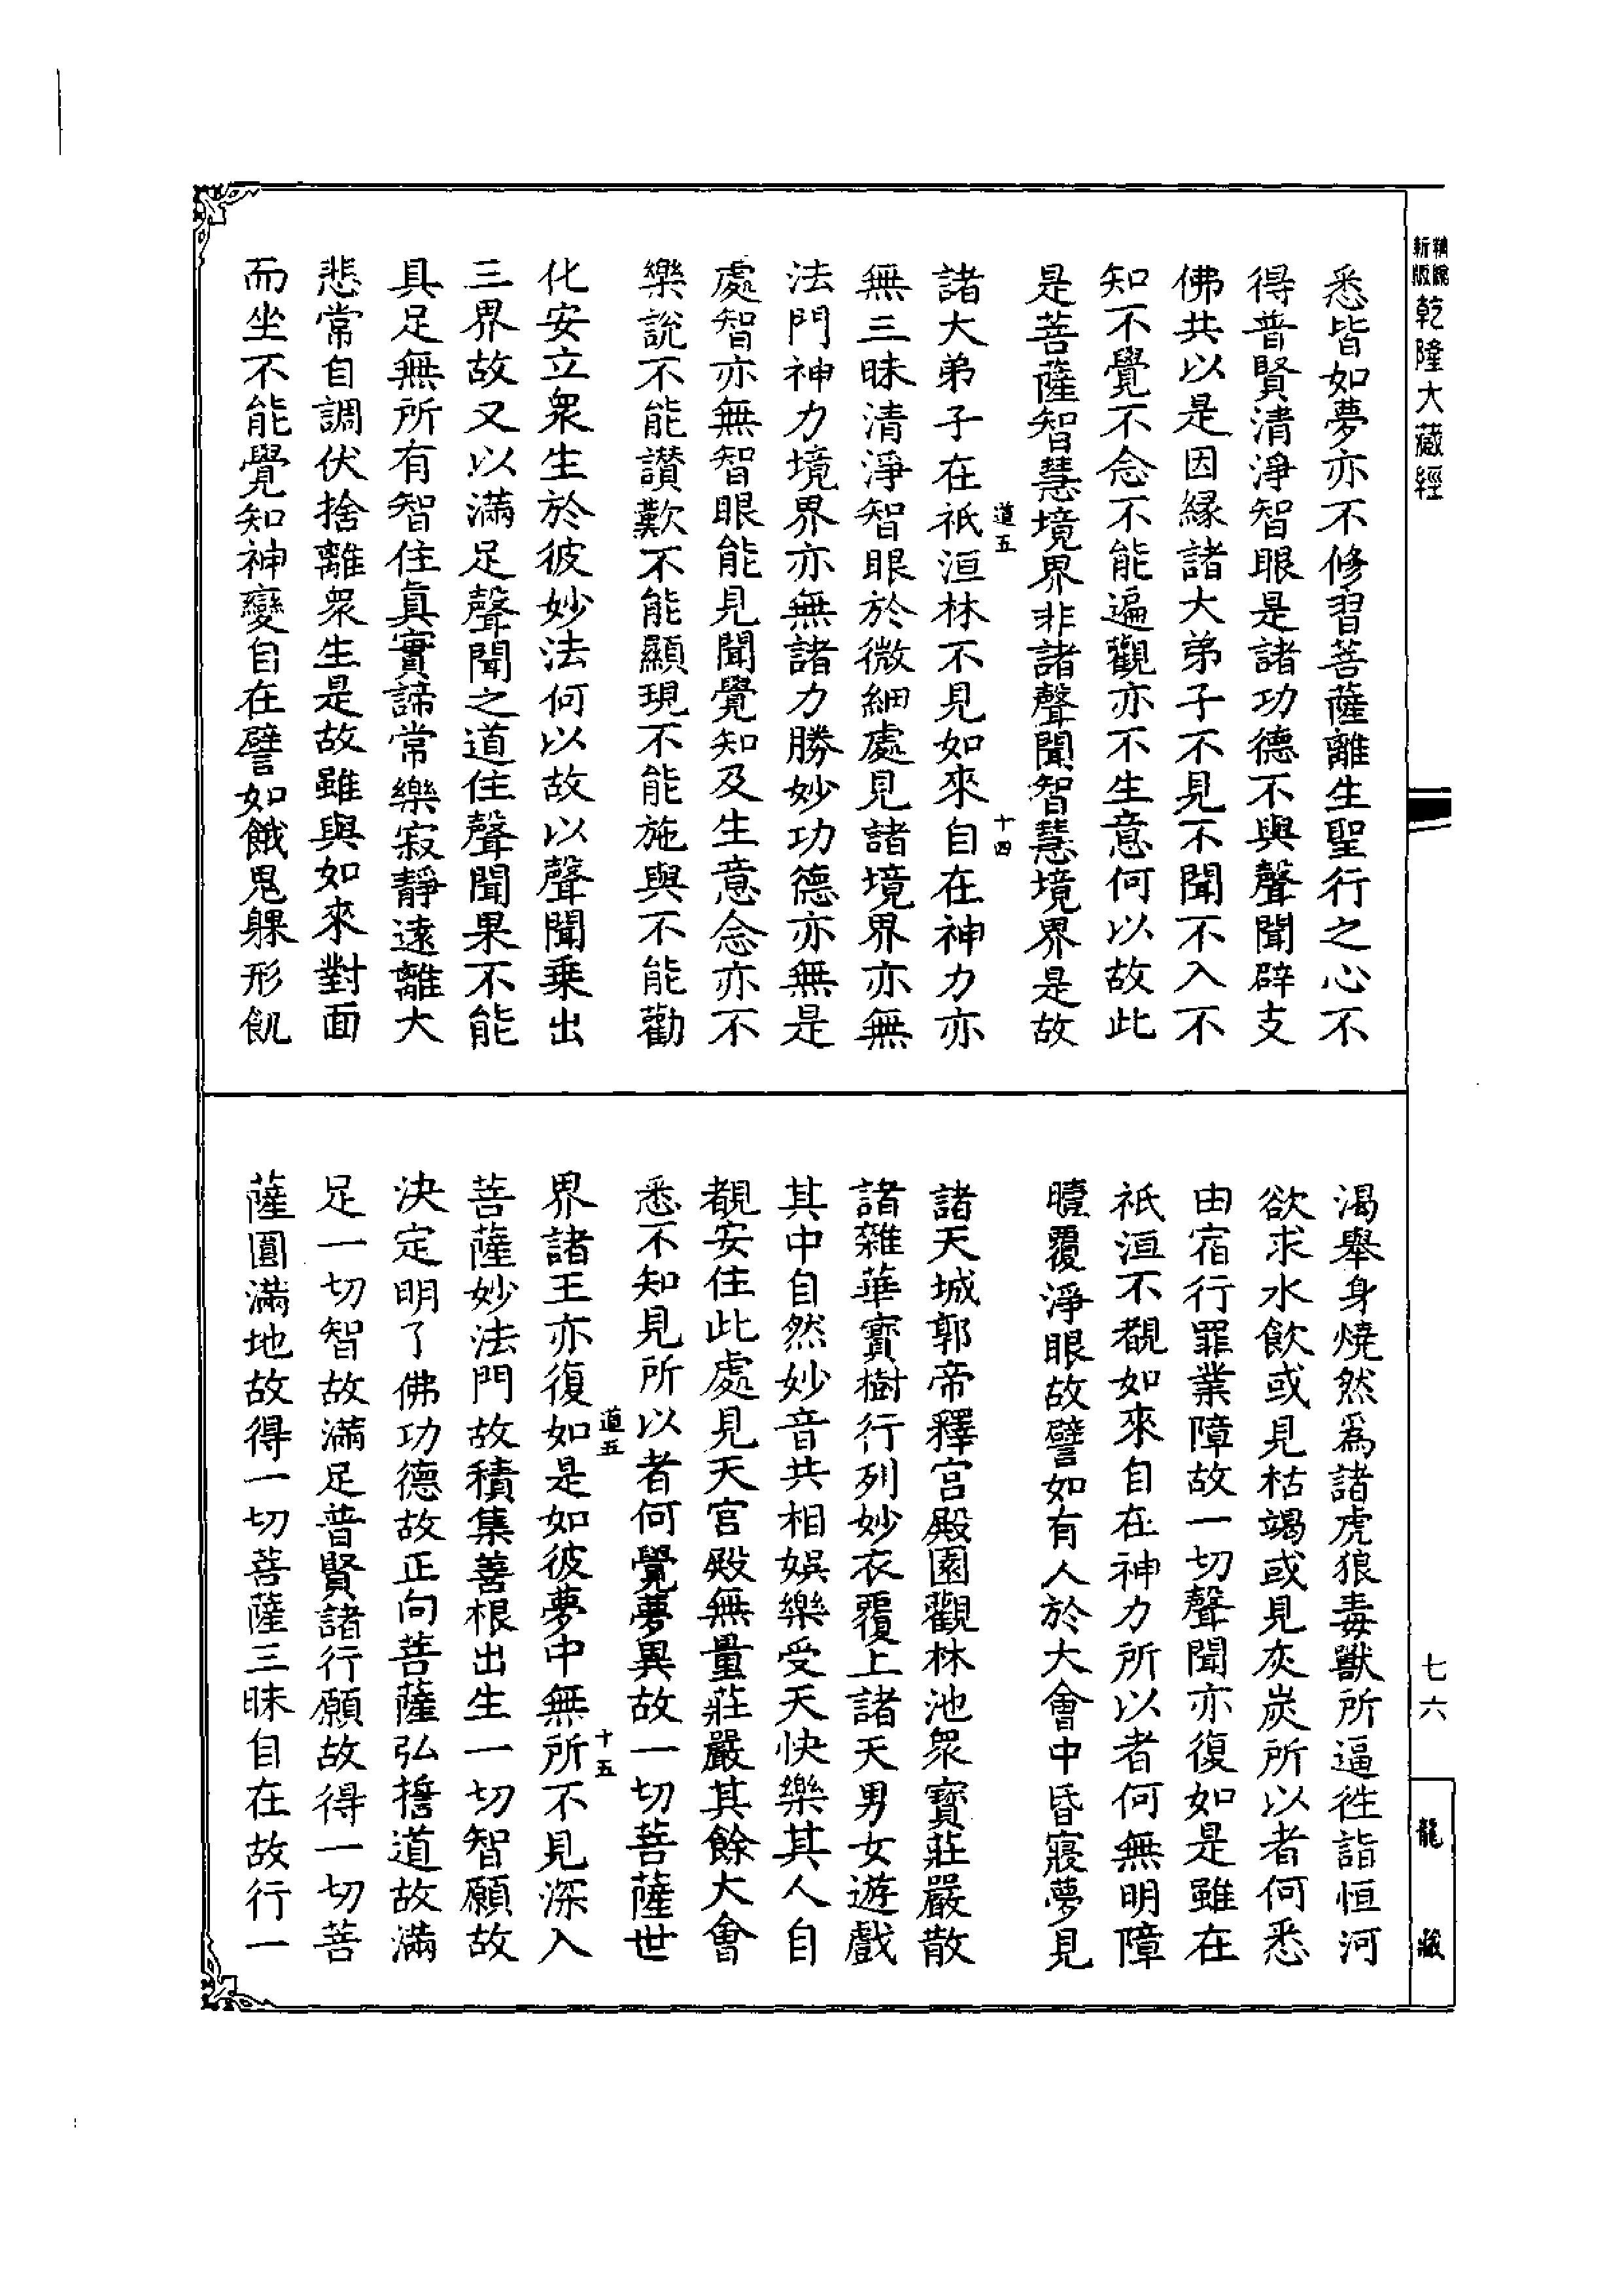 新版
乾隆大藏經
悉皆如夢亦不修習菩薩離生聖行之心不
得普賢清淨智眼是諸功德不與聲聞辟支
佛共以是因緣諸大弟子不見不聞不入不
知不覺不念不能遍觀亦不生意何以故此
是菩薩智慧境界非諸聲聞智慧境界是故
道五
十四
諸大弟子在祇洹林不見如來自在神力亦
無三昧清淨智眼於微細處見諸境界亦無
法門神力境界亦無諸力勝妙功德亦無是
處智亦無智眼能見聞覺知及生意念亦不
樂說不能讚歎不能顯現不能施與不能勸
化安立衆生於彼妙法何以故以聲聞乗出
三界故又以滿足聲聞之道住聲聞果不能
具足無所有智住真實諦常樂寂靜遠離大
悲常自調伏捨離衆生是故雖與如來對面
而坐不能覺知神變自在譬如餓鬼躶形飢
渴舉身燒然爲諸虎狼毒獸所逼徃詣恒河
欲求水飲或見枯竭或見灰炭所以者何悉
由宿行罪業障故一切聲聞亦復如是雖在
祇洹不覩如來自在神力所以者何無明障
曀覆淨眼故譬如有人於大會中昏寢夢見
諸天城郭帝釋宫殿園觀林池衆寶莊嚴散
諸雜華寶樹行列妙衣覆上諸天男女遊戲
其中自然妙音共相娛樂受天快樂其人自
覩安住此處見天宫殿無量莊嚴其餘大會
悉不知見所以者何覺夢異故一切菩薩世
道五
十五
界諸王亦復如是如彼夢中無所不見深入
菩薩妙法門故積集善根出生一切智願故
決定明了佛功德故正向菩薩弘擔道故滿
足一切智故滿足普賢諸行願故得一切菩
薩圓滿地故得一切菩薩三昧自在故行一
七六
龍藏